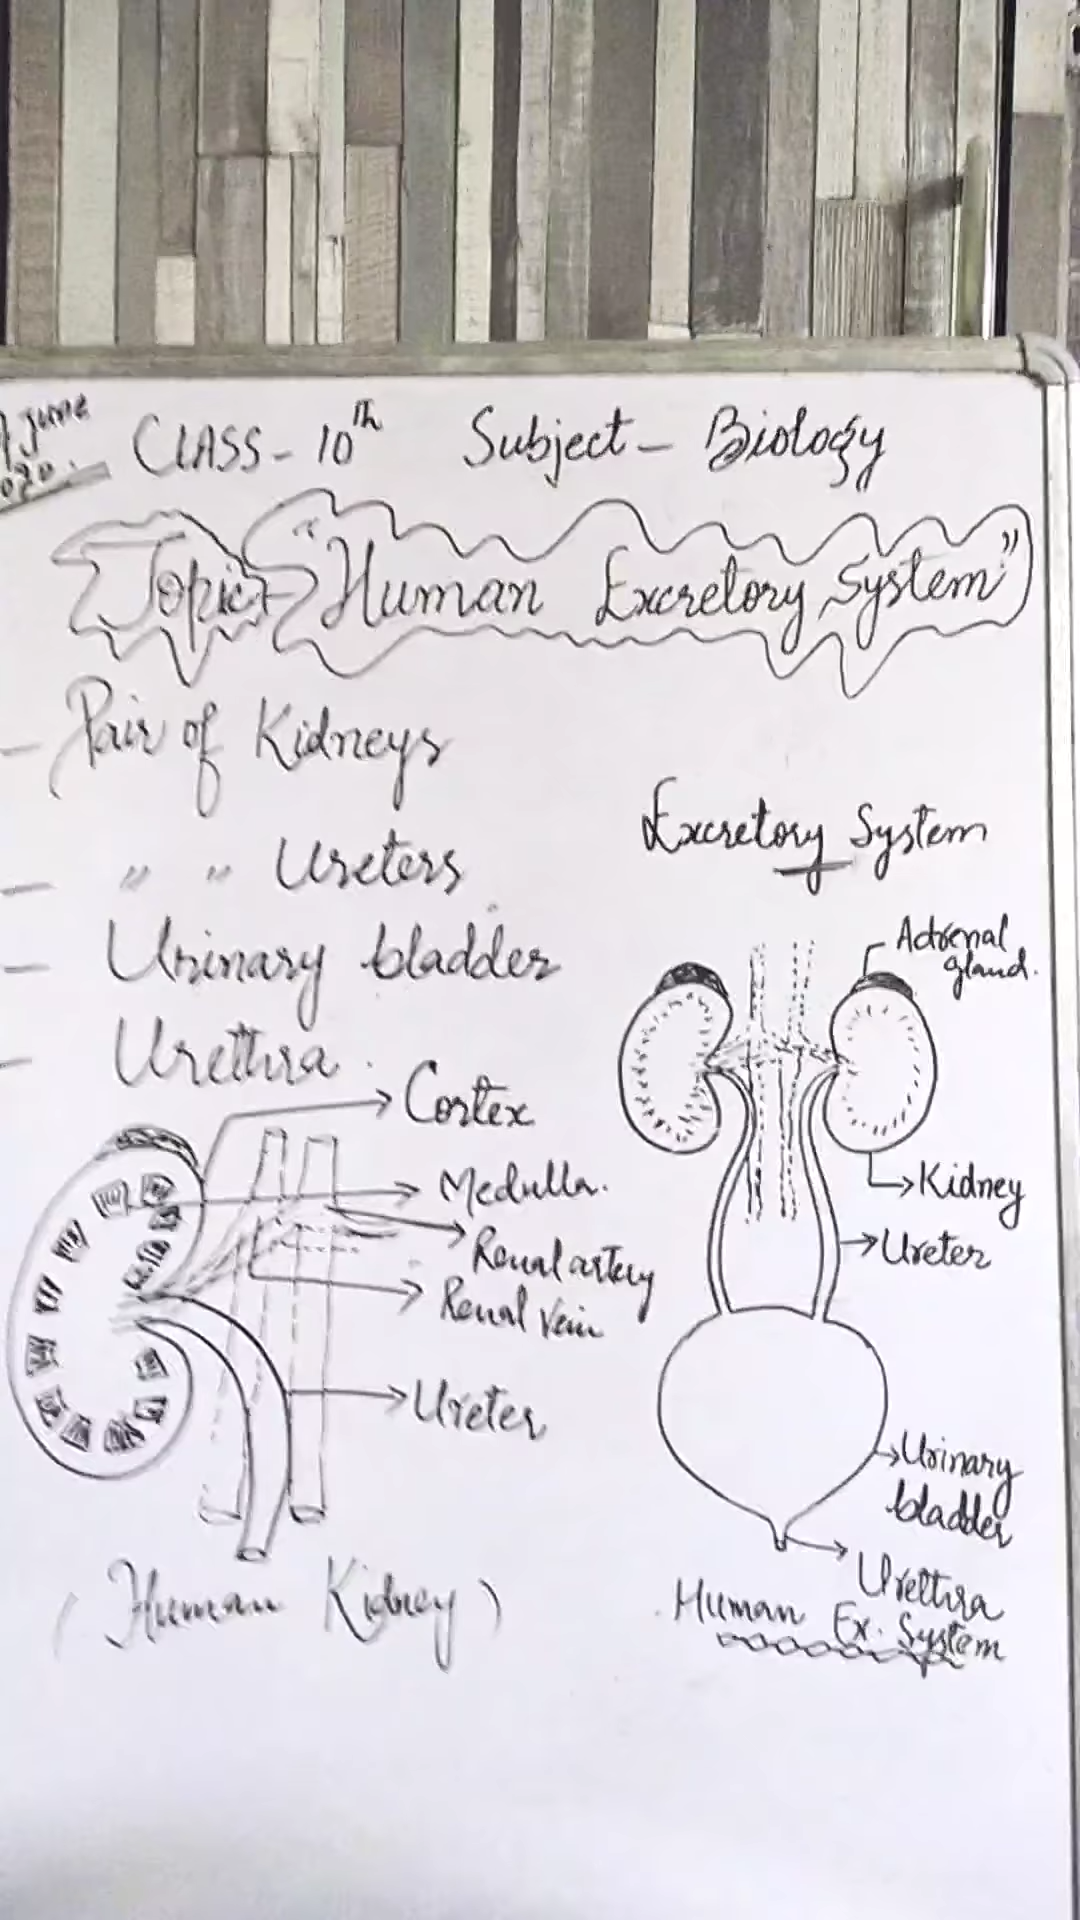 June
CLASS - 10th Subject - Biology
Topic "Human Excretory System"
- Pair of Kidneys
- " " Ureters
- Urinary bladder
- Urethra.
Cortex
Medulla.
Renal artery
Renal vein
Ureter
(Human Kidney)
Excretory System
Adrenal
gland.
Kidney
Ureter
Urinary
bladder
Urethra
Human Ex. System